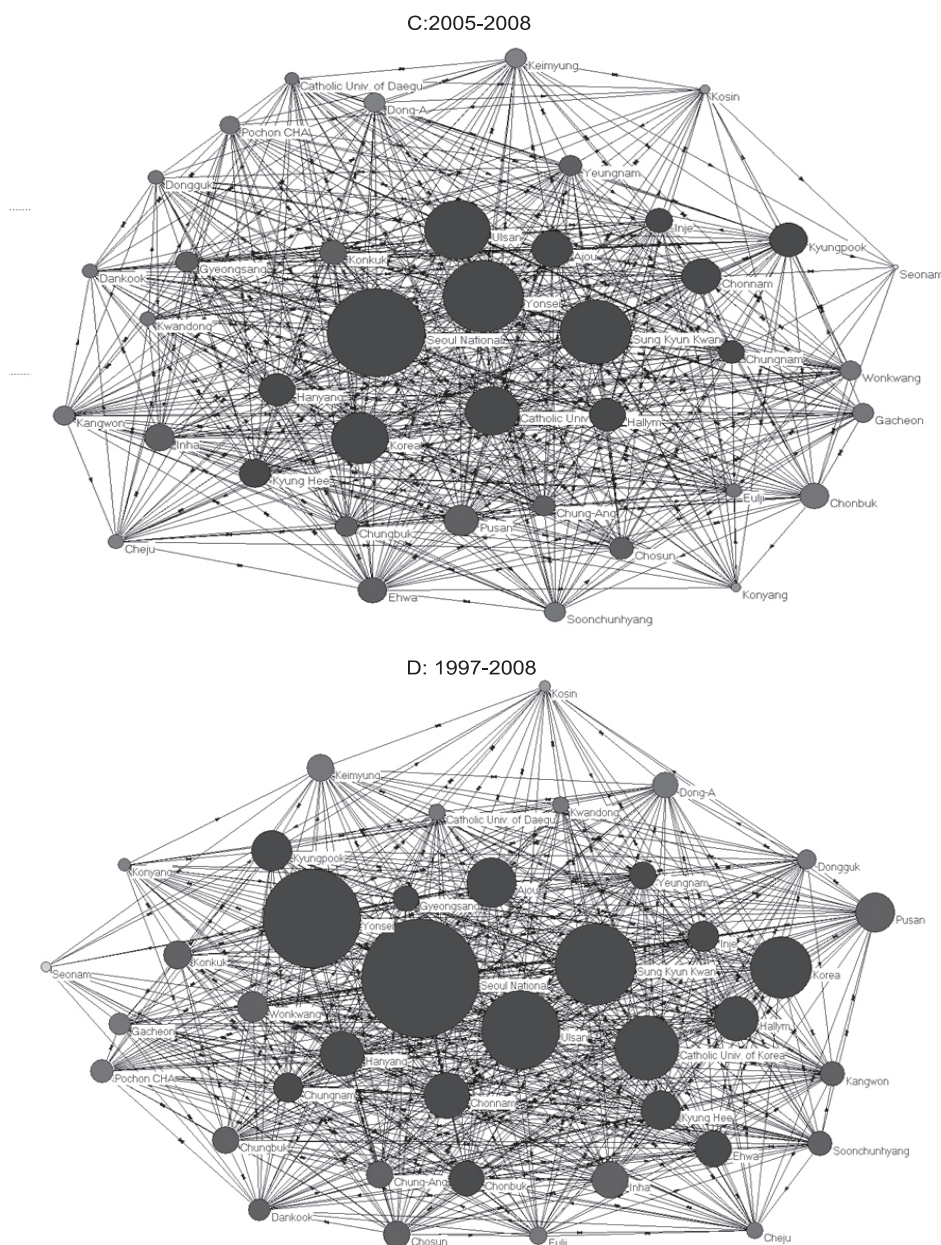 C:2005-2008
Keimyung
Catholic Univ. of Daegu
Kosin
Dong-A
Pochon CHA
Yeungnam
Dongguk
Inje
Ulsan
Kyungpook
Ajou
Konkuk
Gyeongsang
Seonam
Dankook
Chonnam
Yonsei
Kwandong
Seoul National
Sung Kyun Kwan
Chungnam
Wonkwang
Hanyang
Kangwon
Catholic Univ.
Hallym
Gacheon
Inha
Korea
Kyung Hee
Eulji
Chonbuk
Chung-Ang
Chungbuk
Pusan
Cheju
Chosun
Ehwa
Konyang
Soonchunhyang
D: 1997-2008
Kosin
Keimyung
Dong-A
Kwandong
Catholic Univ. of Daegu
Kyungpook
Konyang
Dongguk
Yeungnam
Ajou
Gyeongsang
Pusan
Yonsei
Inje
Konkuk
Seonam
Sung Kyun Kwan
Korea
Seoul National
Wonkwang
Gacheon
Hallym
Ulsan
Catholic Univ. of Korea
Hanyang
Pochon CHA
Kangwon
Chungnam
Chonnam
Kyung Hee
Chungbuk
Soonchunhyang
Ehwa
Chung-Ang
Chonbuk
Inha
Dankook
Cheju
Chosun
Eulji